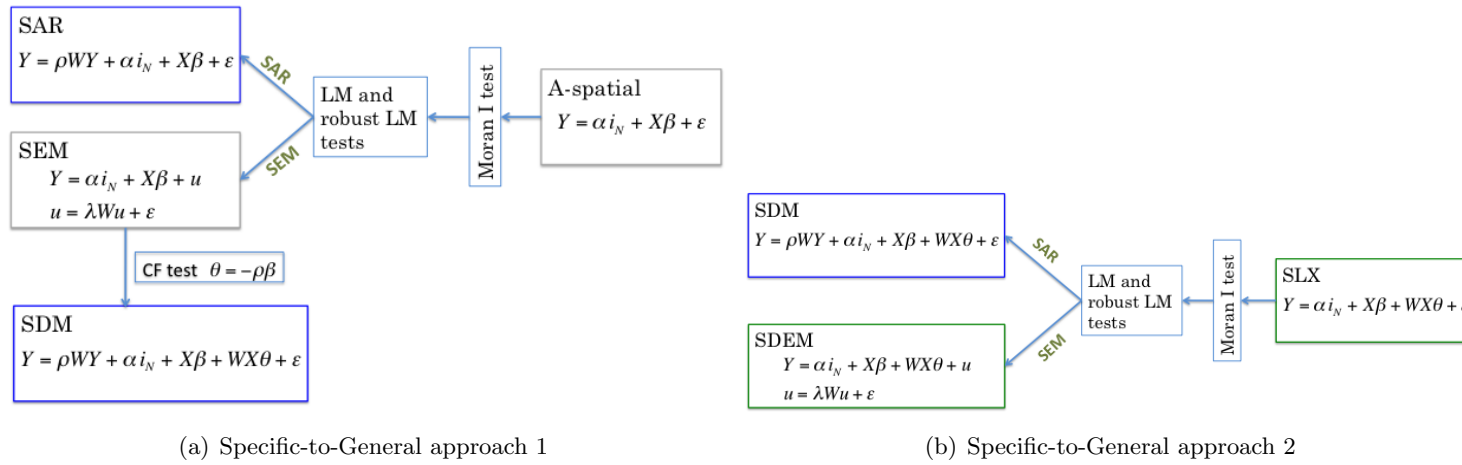 SAR
Y = ρWY + αi_N + Xβ + ε
SEM
Y = αi_N + Xβ + u
u = λWu + ε
CF test θ = −ρβ
SDM
Y = ρWY + αi_N + Xβ + WXθ + ε
SAR
SEM
LM and
robust LM
tests
Moran I test
A-spatial
Y = αi_N + Xβ + ε
(a) Specific-to-General approach 1
SDM
Y = ρWY + αi_N + Xβ + WXθ + ε
SDEM
Y = αi_N + Xβ + WXθ + u
u = λWu + ε
SAR
SEM
LM and
robust LM
tests
Moran I test
SLX
Y = αi_N + Xβ + WXθ +
(b) Specific-to-General approach 2